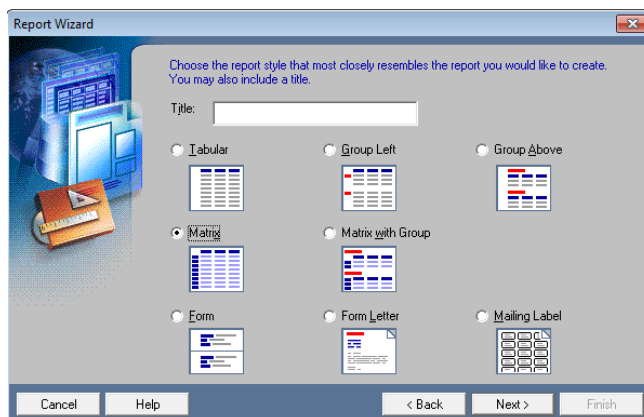 Report Wizard
Choose the report style that most closely resembles the report you would like to create.
You may also include a title.
Title:
Tabular
Group Left
Group Above
Matrix
Matrix with Group
Form
Form Letter
Mailing Label
Cancel
Help
< Back
Next >
Finish